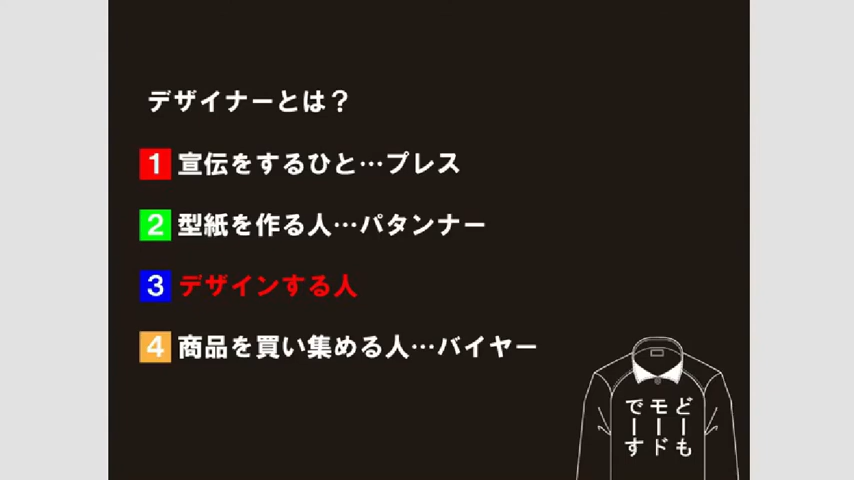 デザイナーとは？
1 宣伝をするひと…プレス
2 型紙を作る人…パタンナー
3 デザインする人
4 商品を買い集める人…バイヤー
どーも
モード
でーす